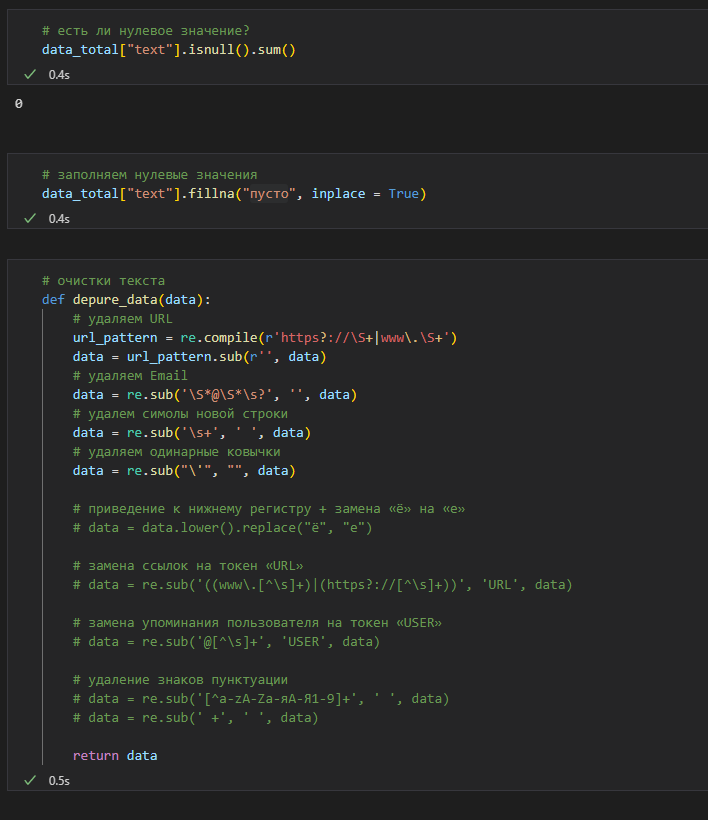 # есть ли нулевое значение?
data_total["text"].isnull().sum()
0.4s
0
# заполняем нулевые значения
data_total["text"].fillna("пусто", inplace = True)
0.4s
# очистки текста
def depure_data(data):
# удаляем URL
url_pattern = re.compile(r'https?://\S+|www\.\S+')
data = url_pattern.sub(r'', data)
# удаляем Email
data = re.sub('\S*@\S*\s?', '', data)
# удалем симолы новой строки
data = re.sub('\s+', ' ', data)
# удаляем одинарные ковычки
data = re.sub("\'", "", data)
# приведение к нижнему регистру + замена «ё» на «е»
# data = data.lower().replace("ё", "е")
# замена ссылок на токен «URL»
# data = re.sub('((www\.[^\s]+)|(https?://[^\s]+))', 'URL', data)
# замена упоминания пользователя на токен «USER»
# data = re.sub('@[^\s]+', 'USER', data)
# удаление знаков пунктуации
# data = re.sub('[^a-zA-Zа-яА-Я1-9]+', ' ', data)
# data = re.sub(' +', ' ', data)
return data
0.5s